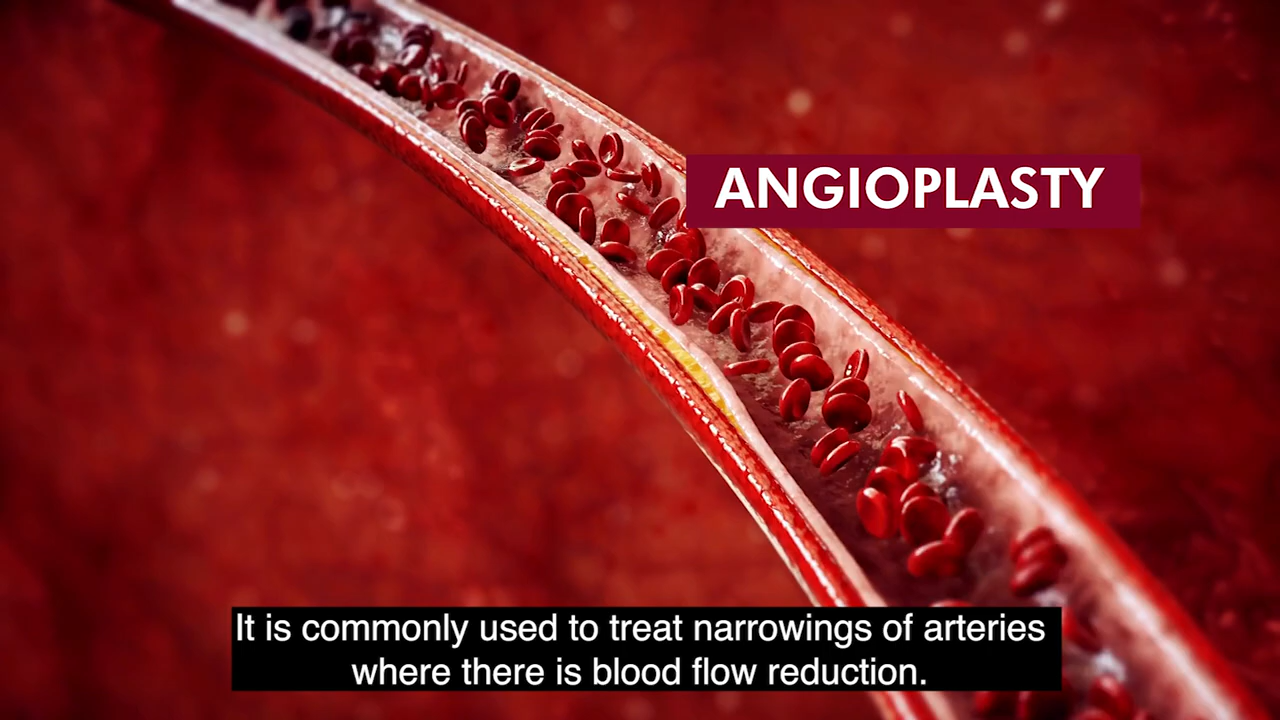 ANGIOPLASTY
It is commonly used to treat narrowings of arteries
where there is blood flow reduction.